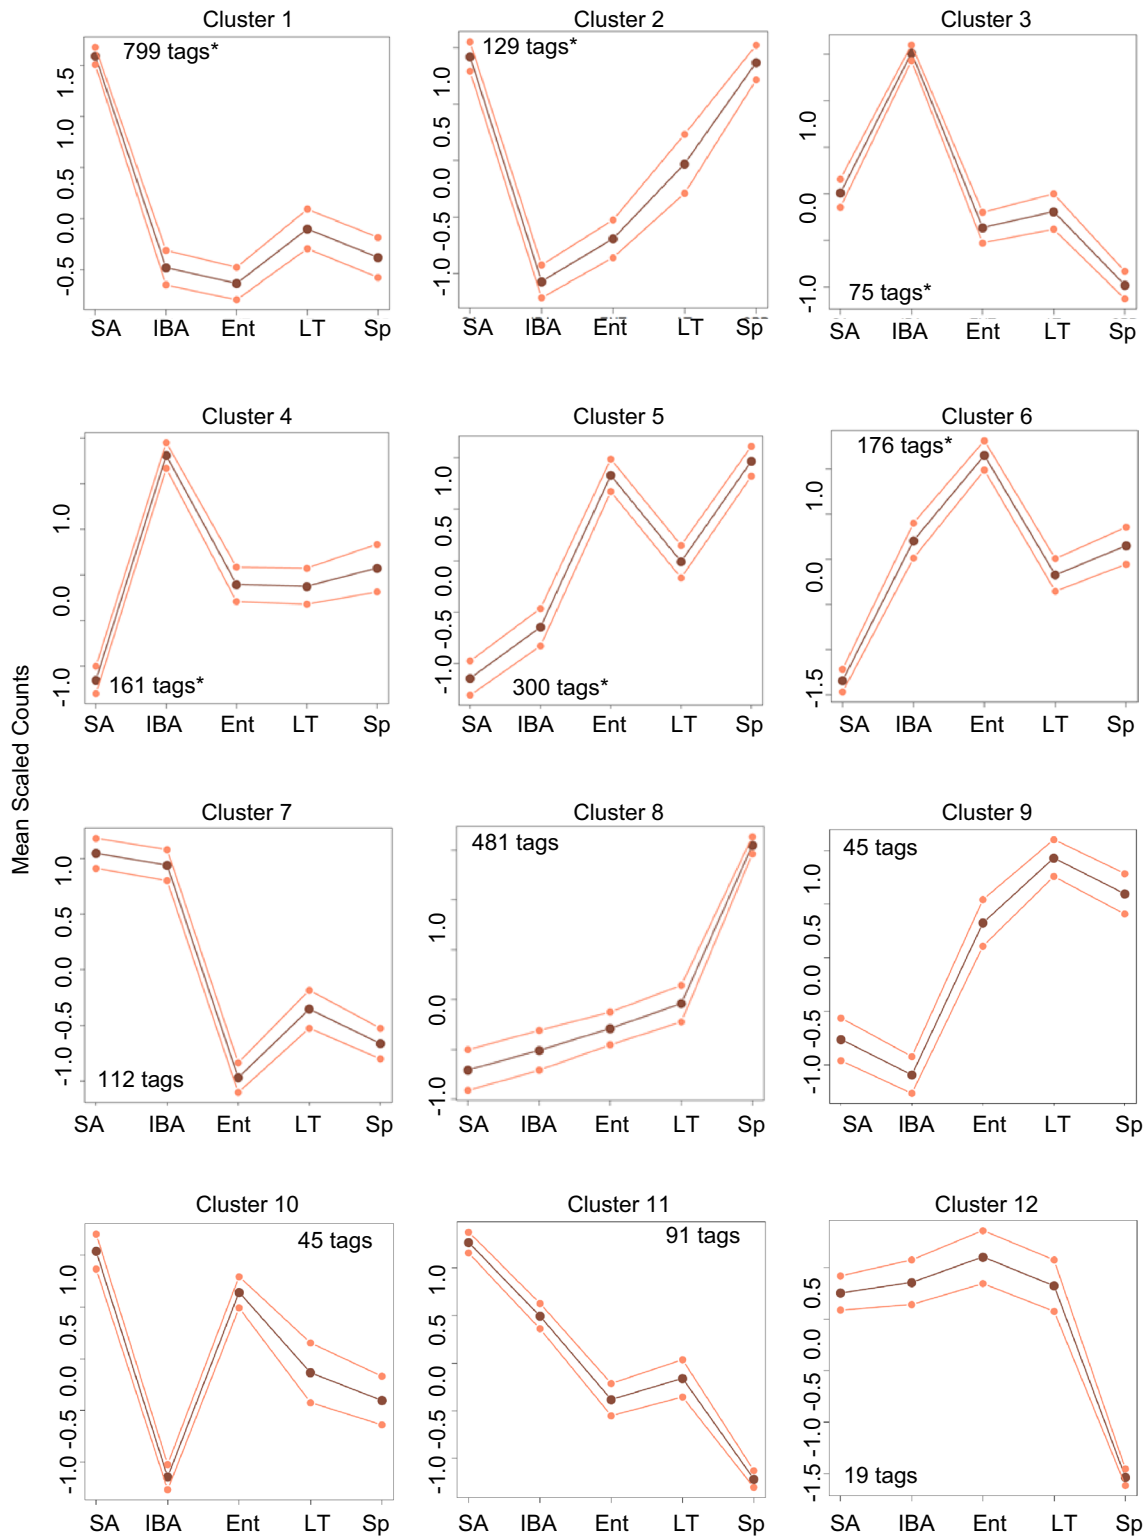 Cluster 1
Cluster 2
Cluster 3
799 tags*
129 tags*
75 tags*
1.5
1.0
0.5
0.0
-0.5
1.0
0.5
0.0
-0.5
-1.0
1.0
0.0
-1.0
SA IBA Ent LT Sp
SA IBA Ent LT Sp
SA IBA Ent LT Sp
Cluster 4
Cluster 5
Cluster 6
161 tags*
300 tags*
176 tags*
1.0
0.0
-1.0
1.0
0.5
0.0
-0.5
-1.0
1.0
0.0
-1.5
SA IBA Ent LT Sp
SA IBA Ent LT Sp
SA IBA Ent LT Sp
Mean Scaled Counts
Cluster 7
Cluster 8
Cluster 9
112 tags
481 tags
45 tags
1.0
0.5
0.0
-0.5
-1.0
1.0
0.0
-1.0
1.0
0.5
0.0
-0.5
-1.0
SA IBA Ent LT Sp
SA IBA Ent LT Sp
SA IBA Ent LT Sp
Cluster 10
Cluster 11
Cluster 12
45 tags
91 tags
19 tags
1.0
0.5
0.0
-0.5
-1.0
1.0
0.5
0.0
-0.5
-1.0
0.5
0.0
-0.5
-1.0
-1.5
SA IBA Ent LT Sp
SA IBA Ent LT Sp
SA IBA Ent LT Sp